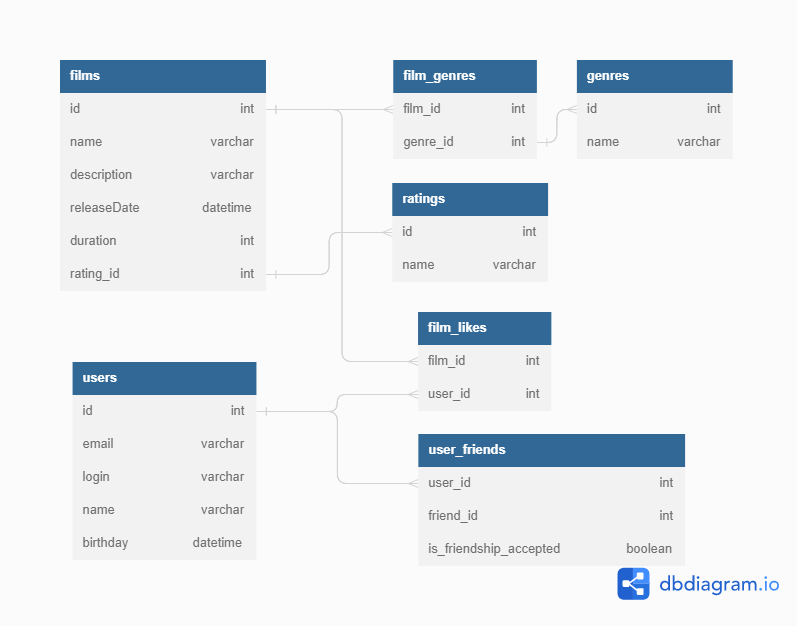 films
id int
name varchar
description varchar
releaseDate datetime
duration int
rating_id int
film_genres
film_id int
genre_id int
genres
id int
name varchar
ratings
id int
name varchar
film_likes
film_id int
user_id int
users
id int
email varchar
login varchar
name varchar
birthday datetime
user_friends
user_id int
friend_id int
is_friendship_accepted boolean
dbdiagram.io